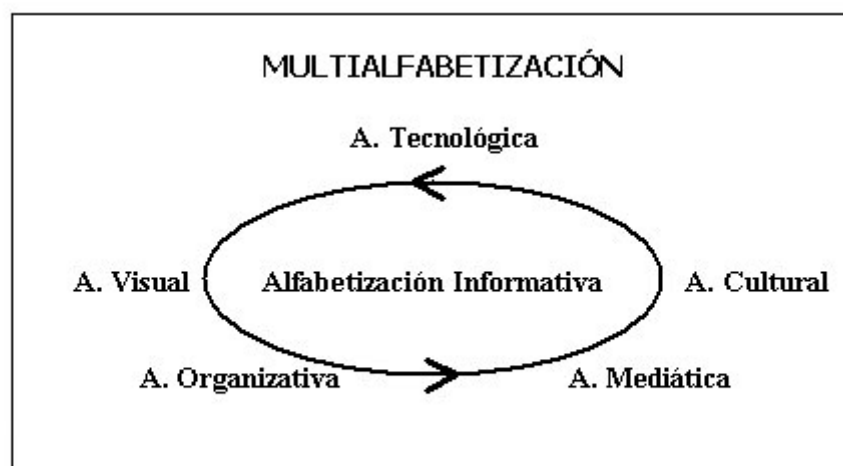 MULTIALFABETIZACIÓN
A. Tecnológica
A. Visual
Alfabetización Informativa
A. Cultural
A. Organizativa
A. Mediática